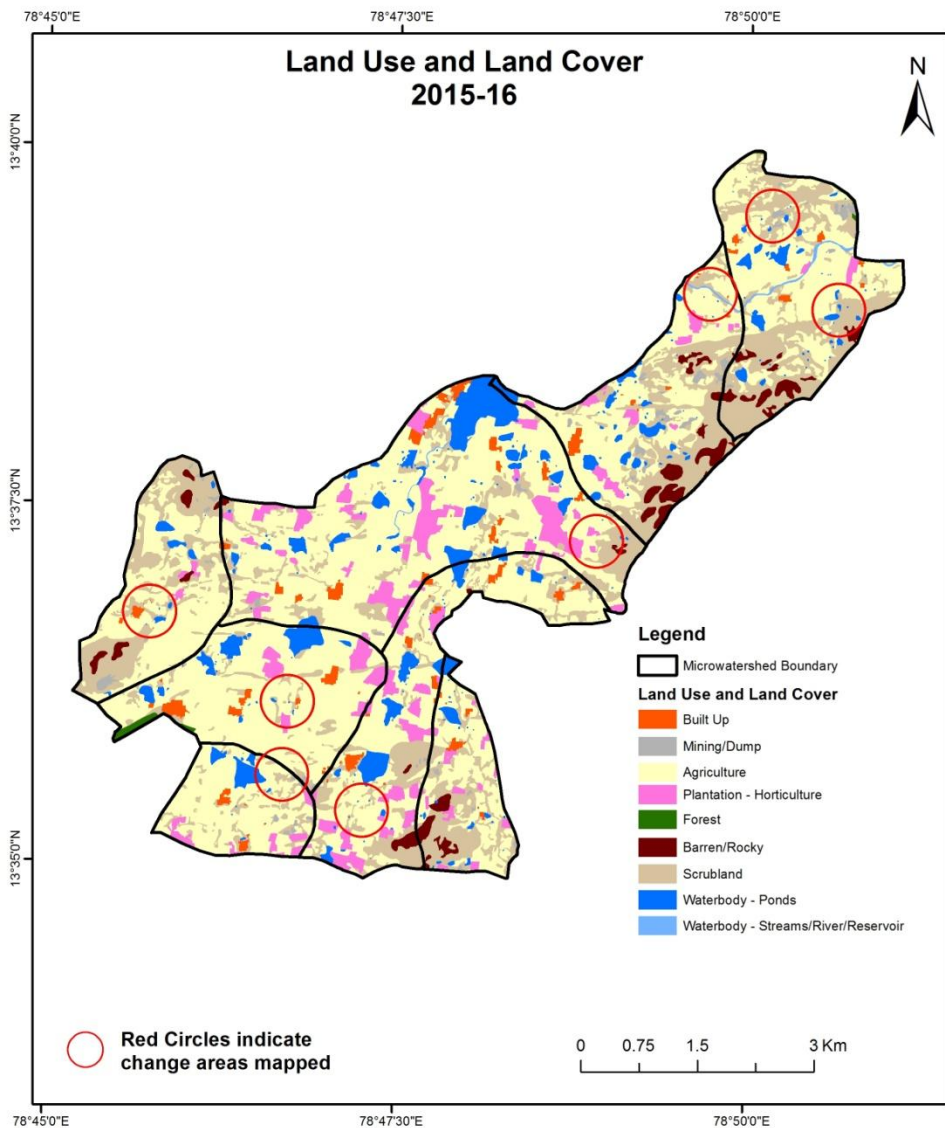 78°45'0"E 78°47'30"E 78°50'0"E
Land Use and Land Cover
2015-16
N
13°40'0"N
13°37'30"N
13°35'0"N
Legend
Microwatershed Boundary
Land Use and Land Cover
Built Up
Mining/Dump
Agriculture
Plantation - Horticulture
Forest
Barren/Rocky
Scrubland
Waterbody - Ponds
Waterbody - Streams/River/Reservoir
Red Circles indicate
change areas mapped
0 0.75 1.5 3 Km
78°45'0"E 78°47'30"E 78°50'0"E